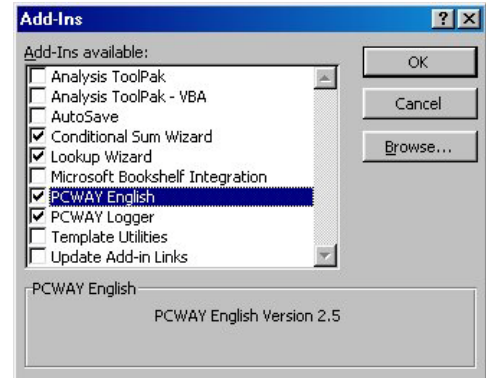 Add-Ins
Add-Ins available:
Analysis ToolPak
Analysis ToolPak - VBA
AutoSave
Conditional Sum Wizard
Lookup Wizard
Microsoft Bookshelf Integration
PCWAY English
PCWAY Logger
Template Utilities
Update Add-in Links
OK
Cancel
Browse...
PCWAY English
PCWAY English Version 2.5